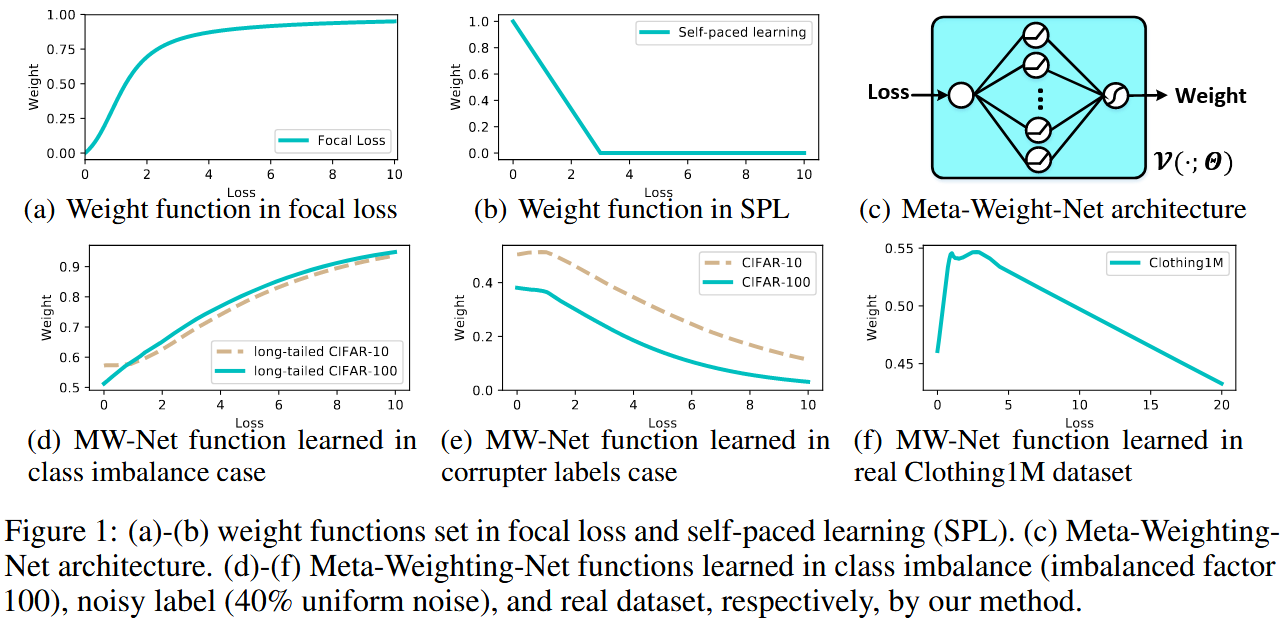 1.00
0.75
0.50
0.25
0.00
Weight
Focal Loss
0 2 4 6 8 10
Loss
(a) Weight function in focal loss
1.0
0.8
0.6
0.4
0.2
0.0
Weight
Self-paced learning
0 2 4 6 8 10
Loss
(b) Weight function in SPL
Loss
Weight
𝓥(·; Θ)
(c) Meta-Weight-Net architecture
0.9
0.8
0.7
0.6
0.5
Weight
long-tailed CIFAR-10
long-tailed CIFAR-100
0 2 4 6 8 10
Loss
(d) MW-Net function learned in
class imbalance case
0.4
0.2
0.0
Weight
CIFAR-10
CIFAR-100
0 2 4 6 8 10
Loss
(e) MW-Net function learned in
corrupter labels case
0.55
0.50
0.45
Weight
Clothing1M
0 5 10 15 20
Loss
(f) MW-Net function learned in
real Clothing1M dataset
Figure 1: (a)-(b) weight functions set in focal loss and self-paced learning (SPL). (c) Meta-Weighting-
Net architecture. (d)-(f) Meta-Weighting-Net functions learned in class imbalance (imbalanced factor
100), noisy label (40% uniform noise), and real dataset, respectively, by our method.